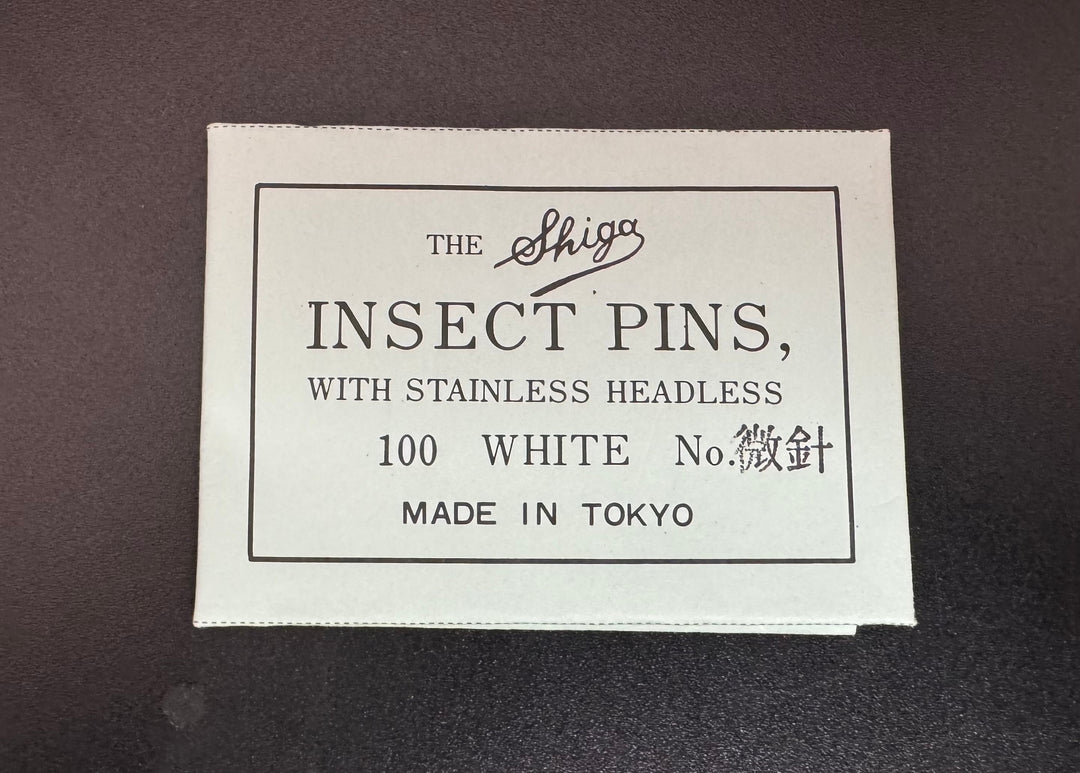 THE Shiga
INSECT PINS,
WITH STAINLESS HEADLESS
100 WHITE No.微針
MADE IN TOKYO